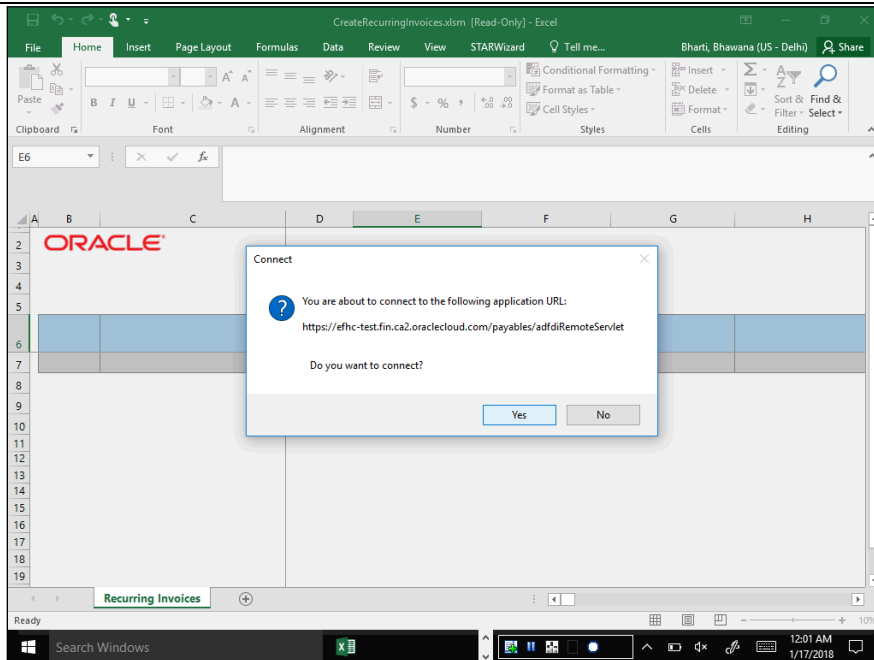 CreateRecurringInvoices.xlsm [Read-Only] - Excel
File Home Insert Page Layout Formulas Data Review View STARWizard Tell me... Bharti, Bhawana (US - Delhi) Share
Paste
B I U A A A
$ % , .00 .0
Conditional Formatting
Format as Table
Cell Styles
Insert
Delete
Format
Sort & Filter
Find & Select
Clipboard Font Alignment Number Styles Cells Editing
E6 fx
A B C D E F G H
2
ORACLE
3
4
5
6
7
8
9
10
11
12
13
14
15
16
17
18
19
Connect
You are about to connect to the following application URL:
https://efhc-test.fin.ca2.oraclecloud.com/payables/adfdiRemoteServlet
Do you want to connect?
Yes No
Recurring Invoices
Ready
Search Windows
12:01 AM
1/17/2018